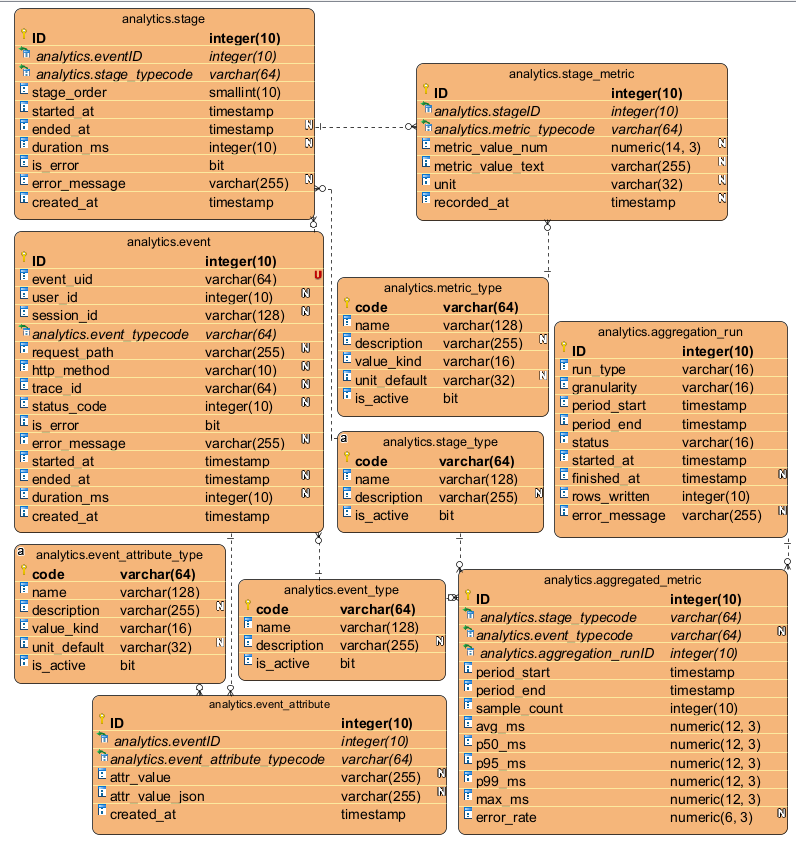 analytics.stage
ID integer(10)
analytics.eventID integer(10)
analytics.stage_typecode varchar(64)
stage_order smallint(10)
started_at timestamp
ended_at timestamp N
duration_ms integer(10) N
is_error bit
error_message varchar(255) N
created_at timestamp
analytics.stage_metric
ID integer(10)
analytics.stageID integer(10)
analytics.metric_typecode varchar(64)
metric_value_num numeric(14, 3) N
metric_value_text varchar(255) N
unit varchar(32) N
recorded_at timestamp N
analytics.event
ID integer(10)
event_uid varchar(64) U
user_id integer(10) N
session_id varchar(128) N
analytics.event_typecode varchar(64)
request_path varchar(255) N
http_method varchar(10) N
trace_id varchar(64) N
status_code integer(10) N
is_error bit
error_message varchar(255) N
started_at timestamp
ended_at timestamp N
duration_ms integer(10) N
created_at timestamp
analytics.metric_type
code varchar(64)
name varchar(128)
description varchar(255) N
value_kind varchar(16)
unit_default varchar(32) N
is_active bit
analytics.aggregation_run
ID integer(10)
run_type varchar(16)
granularity varchar(16)
period_start timestamp
period_end timestamp
status varchar(16)
started_at timestamp
finished_at timestamp N
rows_written integer(10)
error_message varchar(255) N
a analytics.stage_type
code varchar(64)
name varchar(128)
description varchar(255) N
is_active bit
a analytics.event_attribute_type
code varchar(64)
name varchar(128)
description varchar(255) N
value_kind varchar(16)
unit_default varchar(32) N
is_active bit
analytics.event_type
code varchar(64)
name varchar(128)
description varchar(255) N
is_active bit
analytics.aggregated_metric
ID integer(10)
analytics.stage_typecode varchar(64)
analytics.event_typecode varchar(64) N
analytics.aggregation_runID integer(10)
period_start timestamp
period_end timestamp
sample_count integer(10)
avg_ms numeric(12, 3)
p50_ms numeric(12, 3)
p95_ms numeric(12, 3)
p99_ms numeric(12, 3)
max_ms numeric(12, 3)
error_rate numeric(6, 3) N
analytics.event_attribute
ID integer(10)
analytics.eventID integer(10)
analytics.event_attribute_typecode varchar(64)
attr_value varchar(255) N
attr_value_json varchar(255) N
created_at timestamp